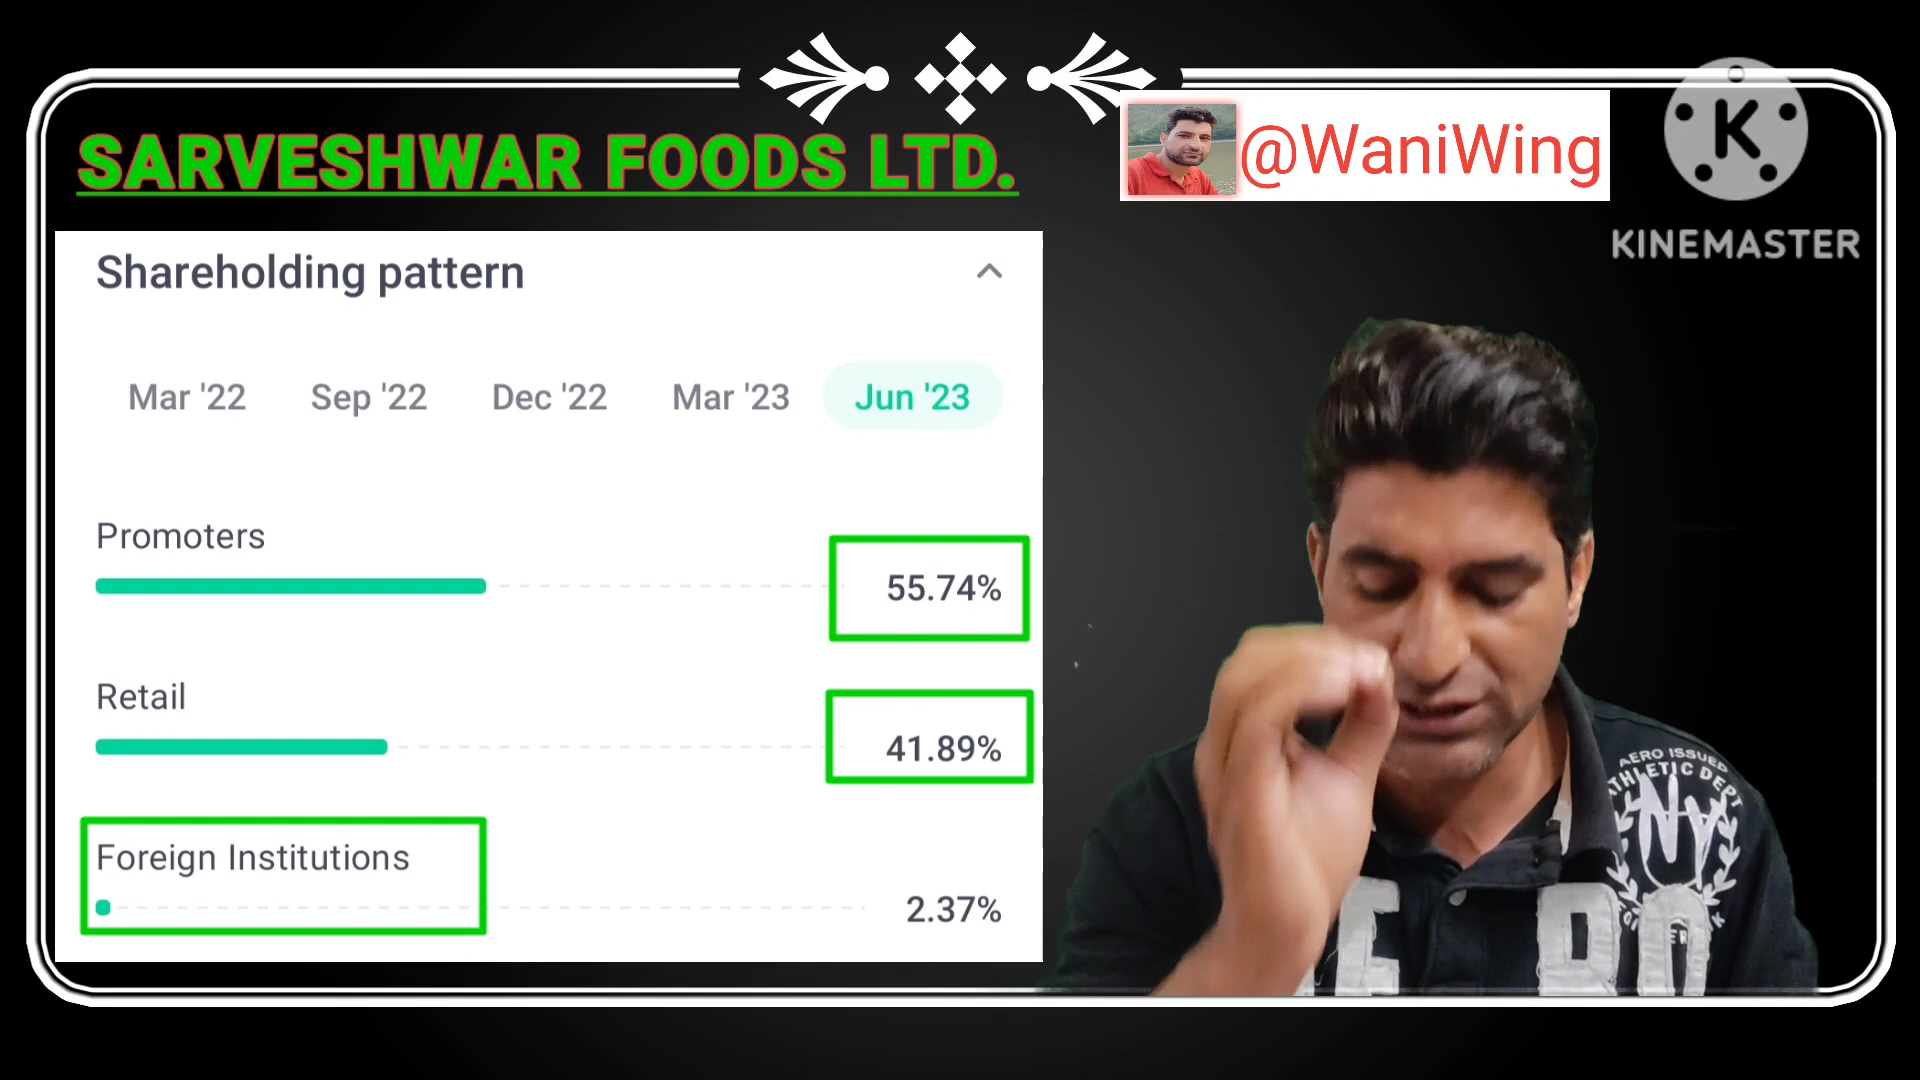 SARVESHWAR FOODS LTD.
@WaniWing
K
KINEMASTER
Shareholding pattern
Mar '22 Sep '22 Dec '22 Mar '23 Jun '23
Promoters
55.74%
Retail
41.89%
Foreign Institutions
2.37%
AERO ISSUED
ATHLETIC DEPT
NY